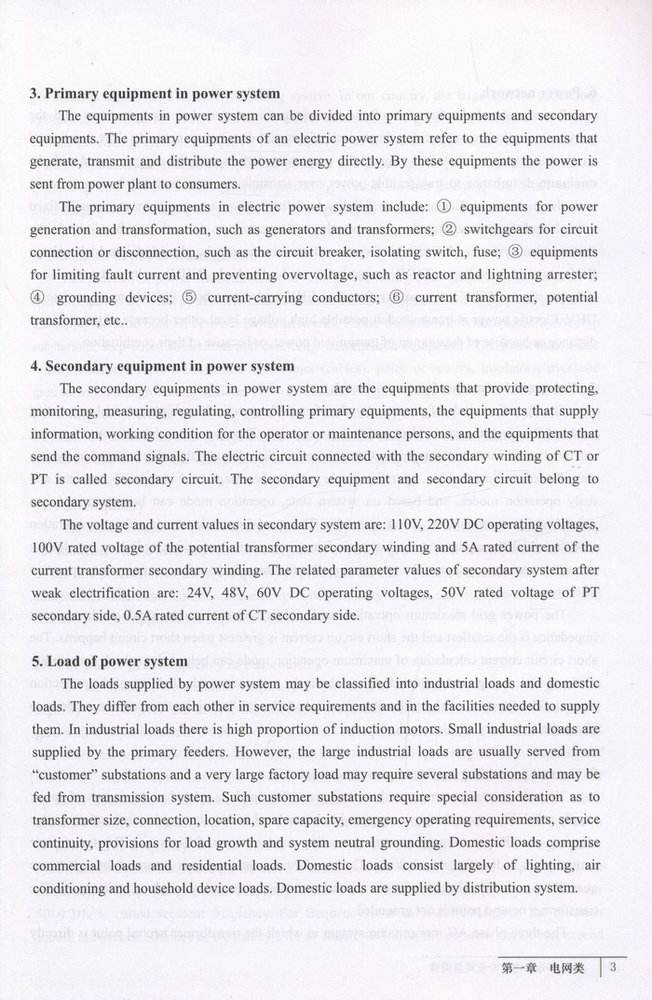 3. Primary equipment in power system
The equipments in power system can be divided into primary equipments and secondary
equipments. The primary equipments of an electric power system refer to the equipments that
generate, transmit and distribute the power energy directly. By these equipments the power is
sent from power plant to consumers.
The primary equipments in electric power system include: ① equipments for power
generation and transformation, such as generators and transformers; ② switchgears for circuit
connection or disconnection, such as the circuit breaker, isolating switch, fuse; ③ equipments
for limiting fault current and preventing overvoltage, such as reactor and lightning arrester;
④ grounding devices; ⑤ current-carrying conductors; ⑥ current transformer, potential
transformer, etc..
4. Secondary equipment in power system
The secondary equipments in power system are the equipments that provide protecting,
monitoring, measuring, regulating, controlling primary equipments, the equipments that supply
information, working condition for the operator or maintenance persons, and the equipments that
send the command signals. The electric circuit connected with the secondary winding of CT or
PT is called secondary circuit. The secondary equipment and secondary circuit belong to
secondary system.
The voltage and current values in secondary system are: 110V, 220V DC operating voltages,
100V rated voltage of the potential transformer secondary winding and 5A rated current of the
current transformer secondary winding. The related parameter values of secondary system after
weak electrification are: 24V, 48V, 60V DC operating voltages, 50V rated voltage of PT
secondary side, 0.5A rated current of CT secondary side.
5. Load of power system
The loads supplied by power system may be classified into industrial loads and domestic
loads. They differ from each other in service requirements and in the facilities needed to supply
them. In industrial loads there is high proportion of induction motors. Small industrial loads are
supplied by the primary feeders. However, the large industrial loads are usually served from
“customer” substations and a very large factory load may require several substations and may be
fed from transmission system. Such customer substations require special consideration as to
transformer size, connection, location, spare capacity, emergency operating requirements, service
continuity, provisions for load growth and system neutral grounding. Domestic loads comprise
commercial loads and residential loads. Domestic loads consist largely of lighting, air
conditioning and household device loads. Domestic loads are supplied by distribution system.
第一章 电网类 3